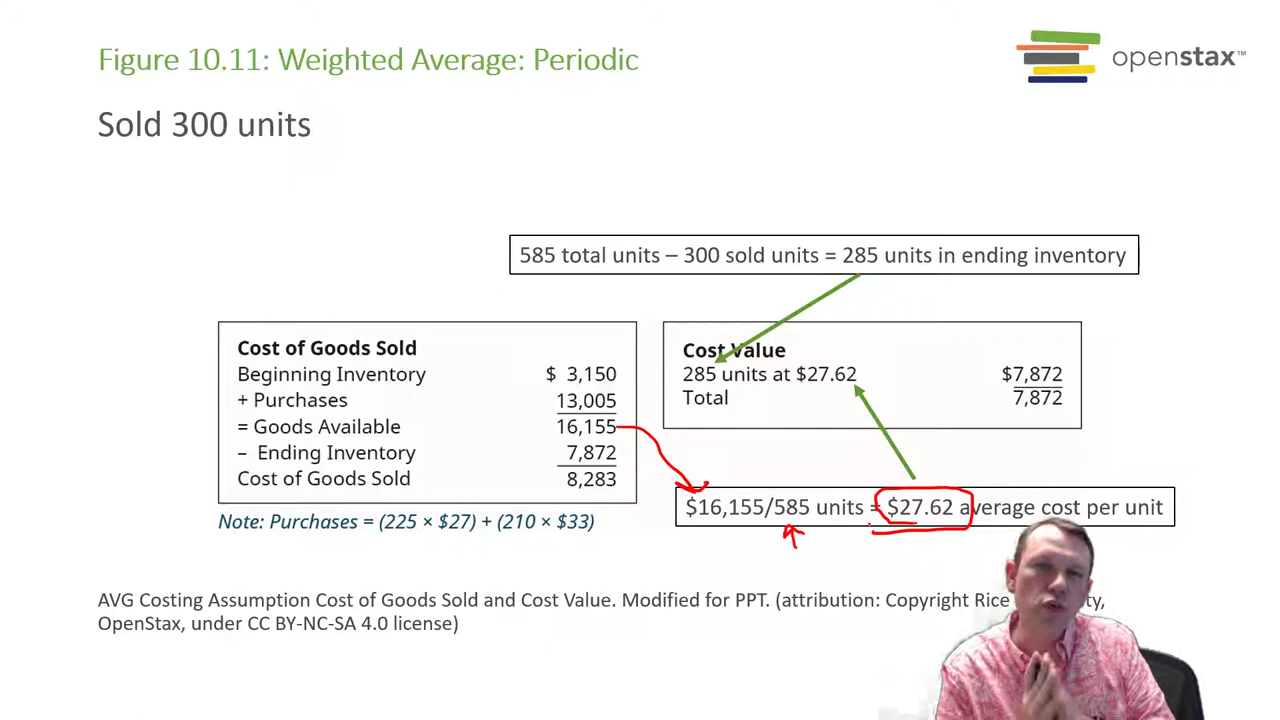 Figure 10.11: Weighted Average: Periodic
openstax™
Sold 300 units
585 total units – 300 sold units = 285 units in ending inventory
Cost of Goods Sold
Beginning Inventory $ 3,150
+ Purchases 13,005
= Goods Available 16,155
– Ending Inventory 7,872
Cost of Goods Sold 8,283
Cost Value
285 units at $27.62 $7,872
Total 7,872
$16,155/585 units = $27.62 average cost per unit
Note: Purchases = (225 × $27) + (210 × $33)
AVG Costing Assumption Cost of Goods Sold and Cost Value. Modified for PPT. (attribution: Copyright Rice ty,
OpenStax, under CC BY-NC-SA 4.0 license)